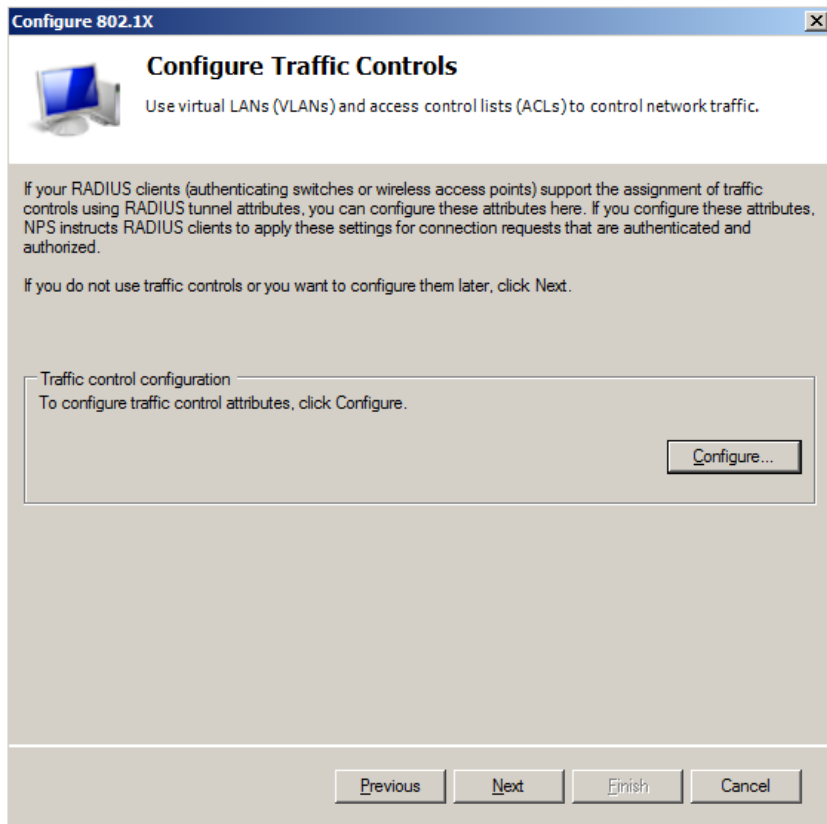 Configure 802.1X
Configure Traffic Controls
Use virtual LANs (VLANs) and access control lists (ACLs) to control network traffic.
If your RADIUS clients (authenticating switches or wireless access points) support the assignment of traffic
controls using RADIUS tunnel attributes, you can configure these attributes here. If you configure these attributes,
NPS instructs RADIUS clients to apply these settings for connection requests that are authenticated and
authorized.
If you do not use traffic controls or you want to configure them later, click Next.
Traffic control configuration
To configure traffic control attributes, click Configure.
Configure...
Previous
Next
Finish
Cancel